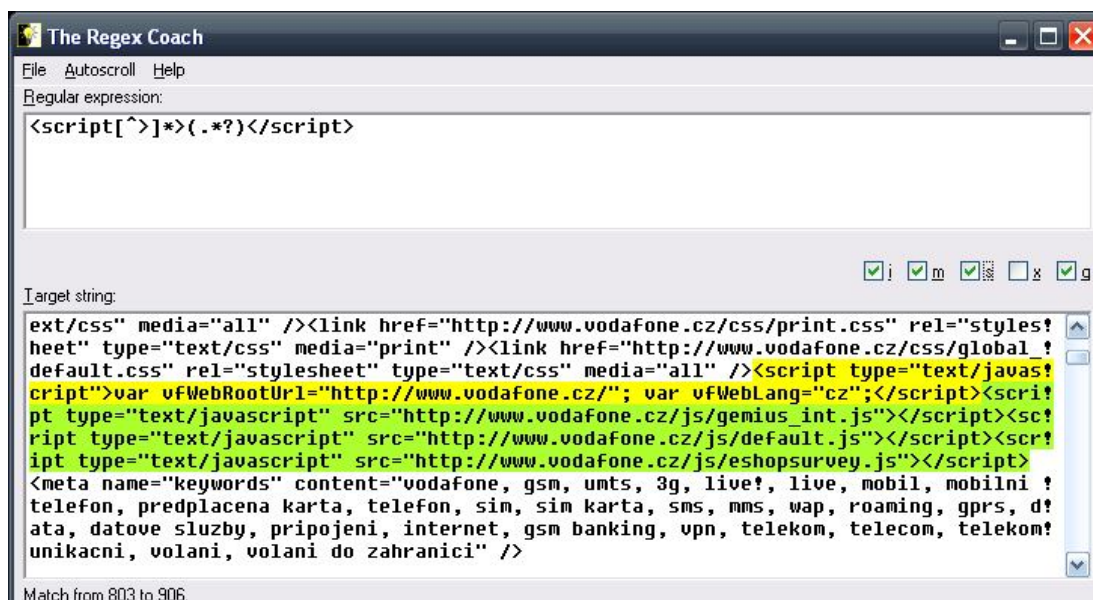 The Regex Coach
File Autoscroll Help
Regular expression:
<script[^>]*>(.*?)</script>
i m s x g
Target string:
ext/css" media="all" /><link href="http://www.vodafone.cz/css/print.css" rel="styles!
heet" type="text/css" media="print" /><link href="http://www.vodafone.cz/css/global_!
default.css" rel="stylesheet" type="text/css" media="all" /><script type="text/javas!
cript">var vfWebRootUrl="http://www.vodafone.cz/"; var vfWebLang="cz";</script><scri!
pt type="text/javascript" src="http://www.vodafone.cz/js/gemius_int.js"></script><sc!
ript type="text/javascript" src="http://www.vodafone.cz/js/default.js"></script><scr!
ipt type="text/javascript" src="http://www.vodafone.cz/js/eshopsurvey.js"></script>
<meta name="keywords" content="vodafone, gsm, umts, 3g, live!, live, mobil, mobilni !
telefon, predplacena karta, telefon, sim, sim karta, sms, mms, wap, roaming, gprs, d!
ata, datove sluzby, pripojeni, internet, gsm banking, vpn, telekom, telecom, telekom!
unikacni, volani, volani do zahranici" />
Match from 803 to 906.